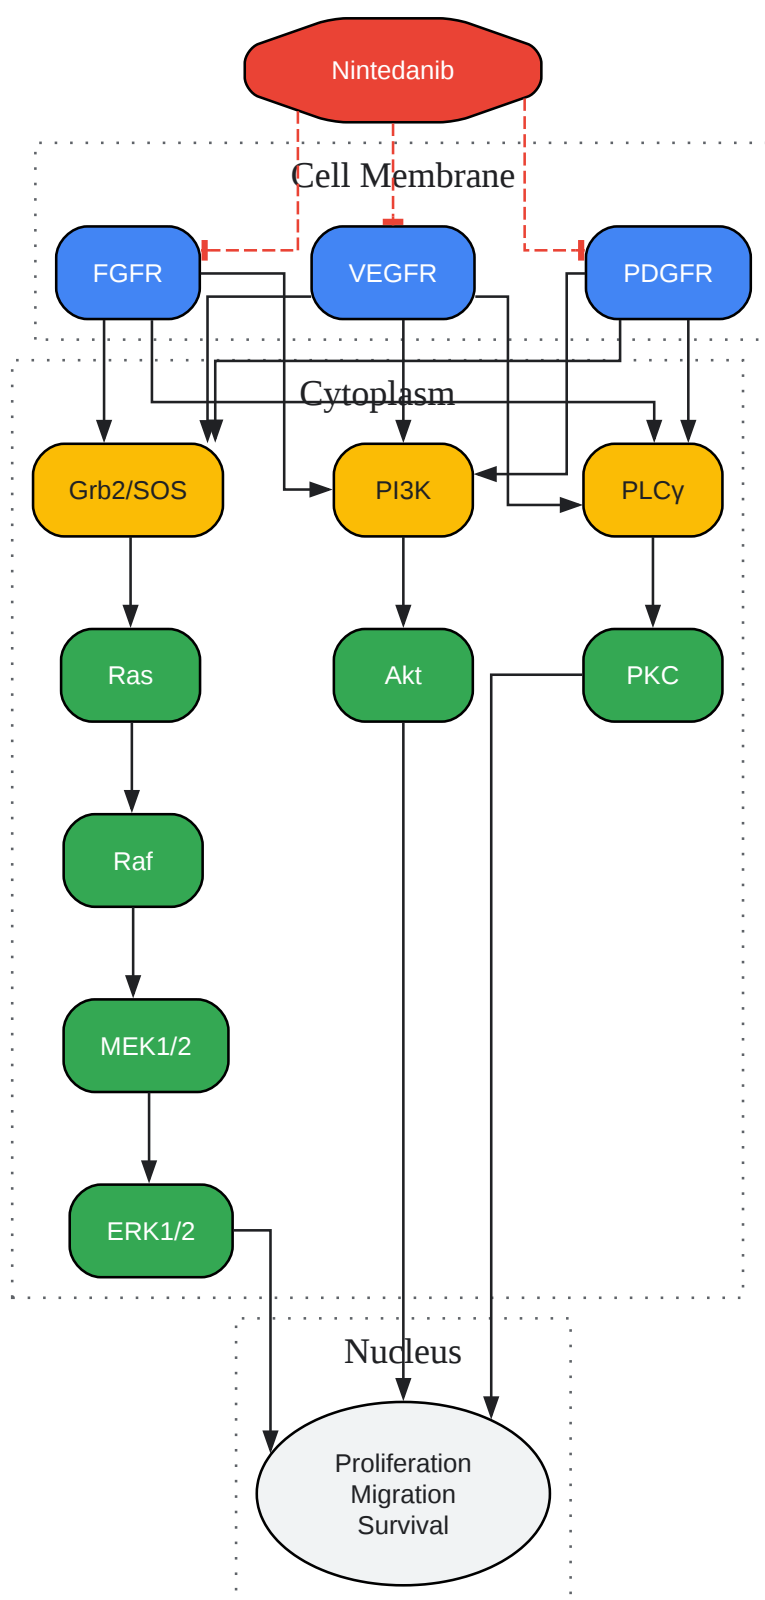 Nintedanib
Cell Membrane
FGFR
VEGFR
PDGFR
Cytoplasm
Grb2/SOS
PI3K
PLCγ
Ras
Akt
PKC
Raf
MEK1/2
ERK1/2
Nucleus
Proliferation
Migration
Survival